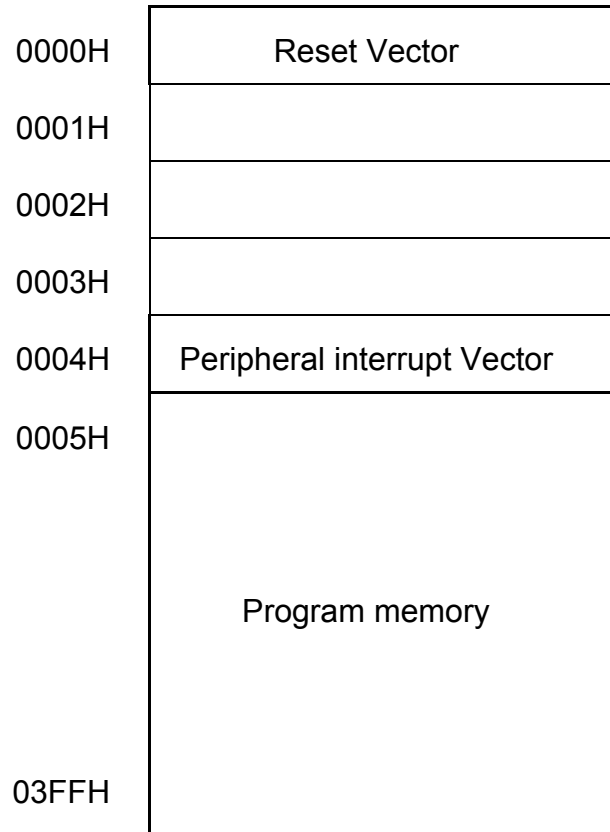 0000H Reset Vector
0001H
0002H
0003H
0004H Peripheral interrupt Vector
0005H
Program memory
03FFH